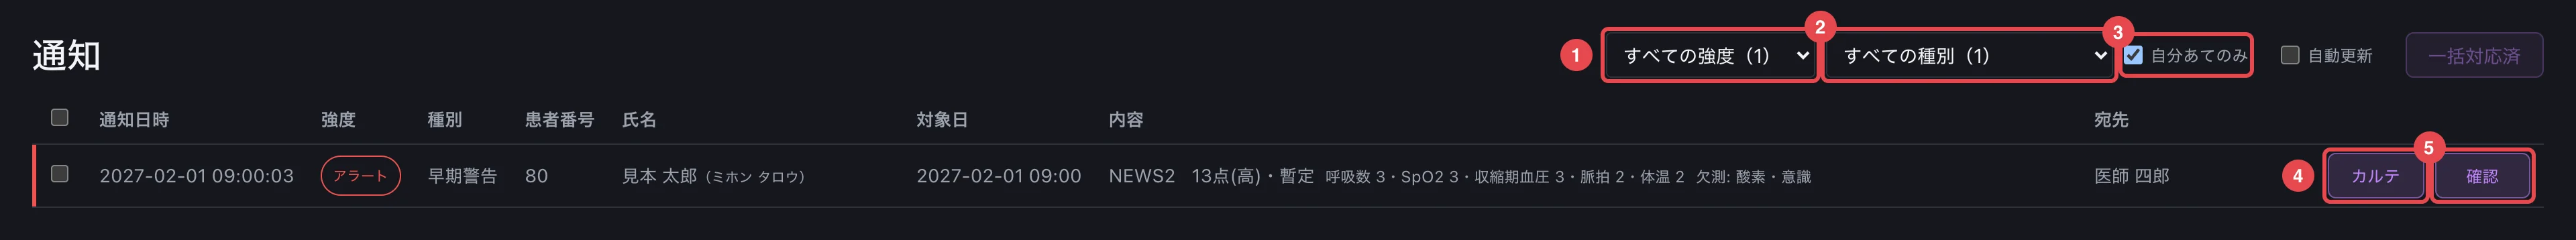 通知
1 すべての強度（1） 2 すべての種別（1） 3 自分あてのみ 自動更新 一括対応済
通知日時 強度 種別 患者番号 氏名 対象日 内容 宛先
2027-02-01 09:00:03 アラート 早期警告 80 見本 太郎（ミホン タロウ） 2027-02-01 09:00 NEWS2 13点(高)・暫定 呼吸数 3・SpO2 3・収縮期血圧 3・脈拍 2・体温 2 欠測: 酸素・意識 医師 四郎 4 カルテ 5 確認